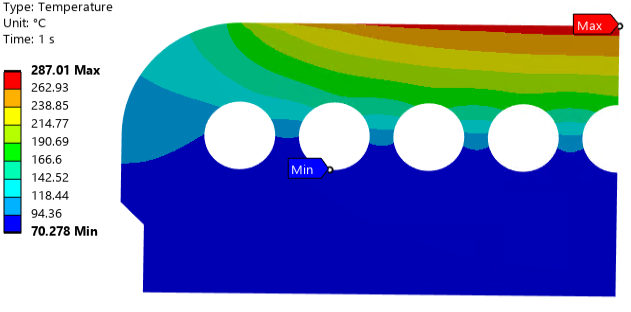 Type: Temperature
Unit: °C
Time: 1 s
287.01 Max
262.93
238.85
214.77
190.69
166.6
142.52
118.44
94.36
70.278 Min
Max
Min